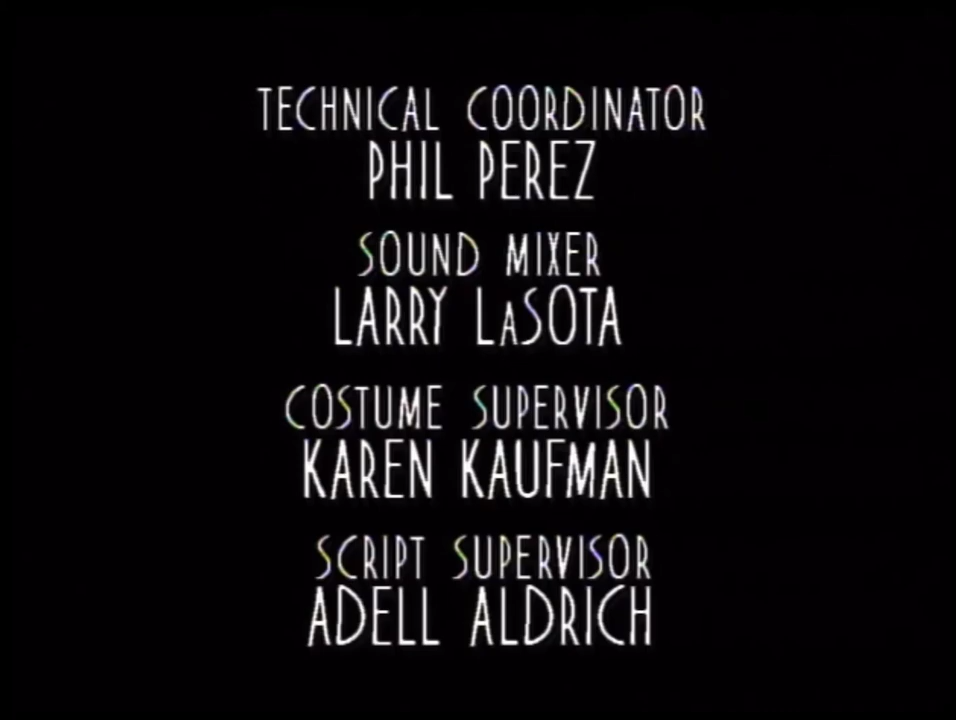 TECHNICAL COORDINATOR
PHIL PEREZ
SOUND MIXER
LARRY LaSOTA
COSTUME SUPERVISOR
KAREN KAUFMAN
SCRIPT SUPERVISOR
ADELL ALDRICH